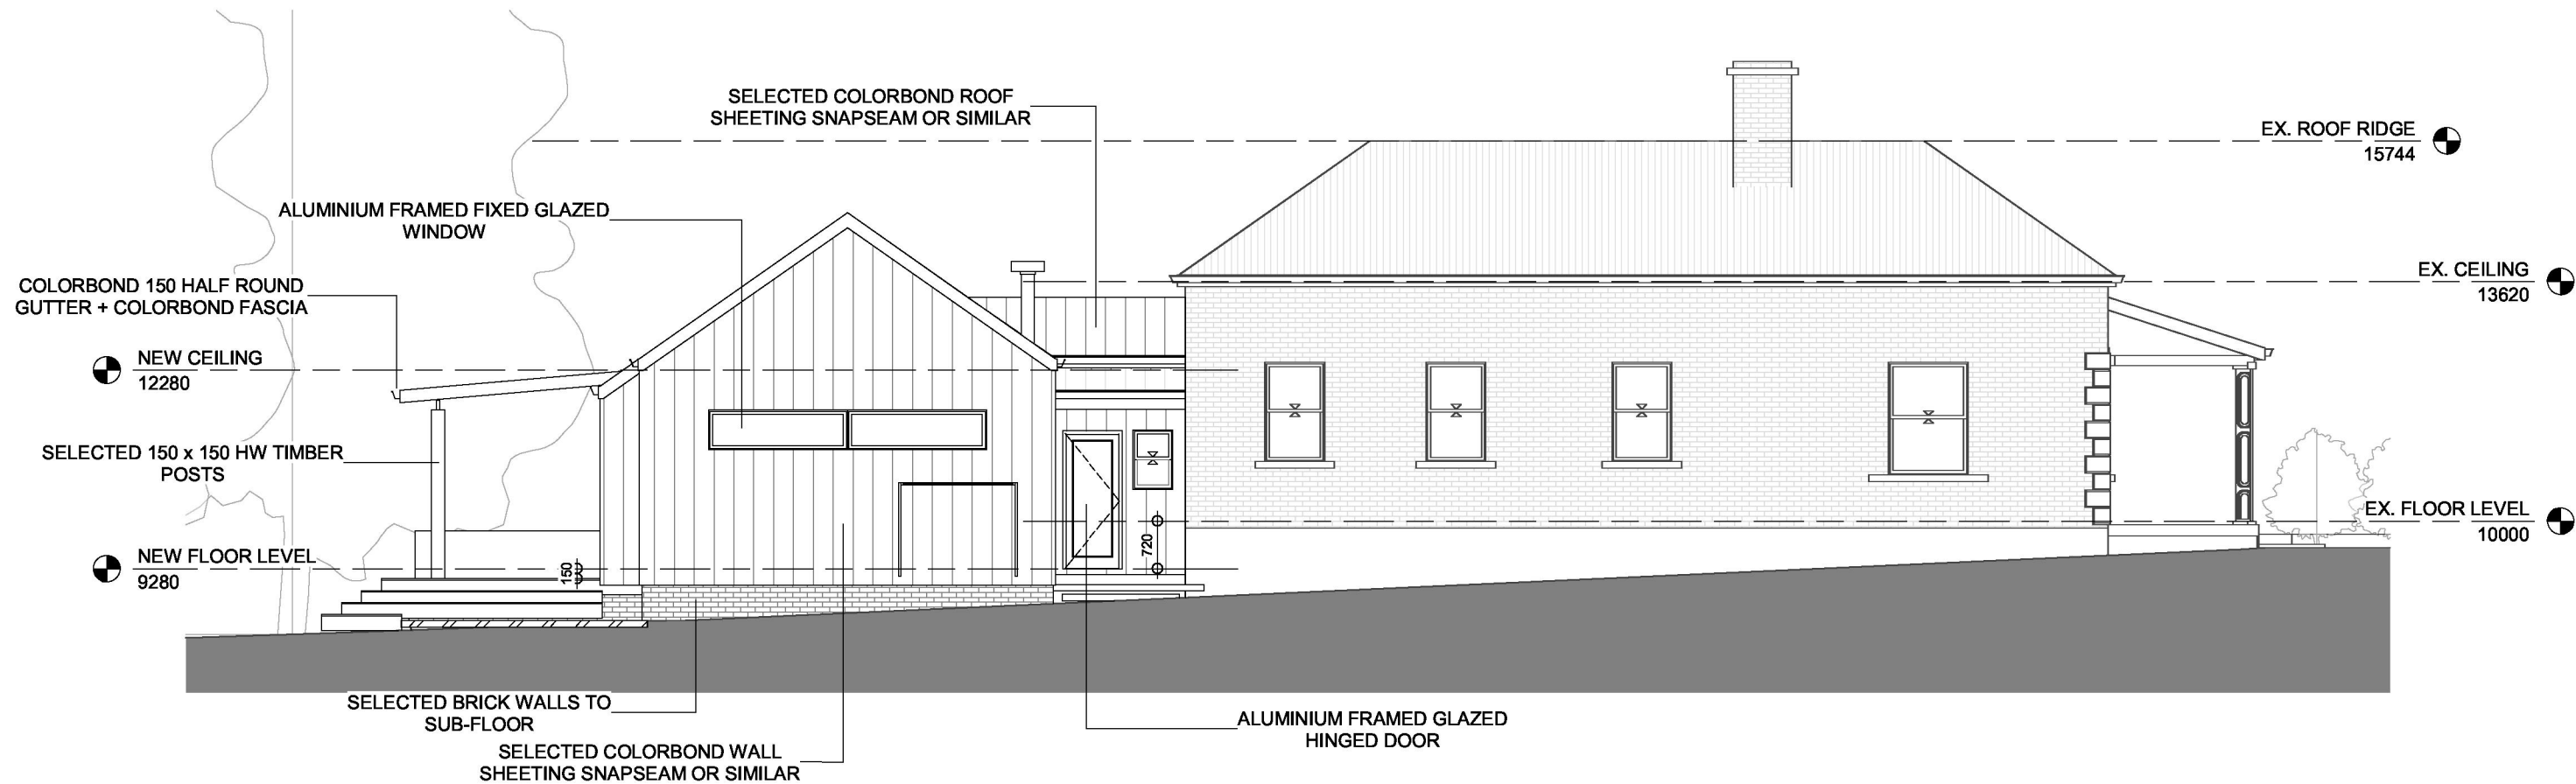 SELECTED COLORBOND ROOF
SHEETING SNAPSEAM OR SIMILAR
EX. ROOF RIDGE
15744
ALUMINIUM FRAMED FIXED GLAZED
WINDOW
COLORBOND 150 HALF ROUND
GUTTER + COLORBOND FASCIA
EX. CEILING
13620
NEW CEILING
12280
SELECTED 150 x 150 HW TIMBER
POSTS
EX. FLOOR LEVEL
10000
NEW FLOOR LEVEL
9280
150
720
SELECTED BRICK WALLS TO
SUB-FLOOR
ALUMINIUM FRAMED GLAZED
HINGED DOOR
SELECTED COLORBOND WALL
SHEETING SNAPSEAM OR SIMILAR